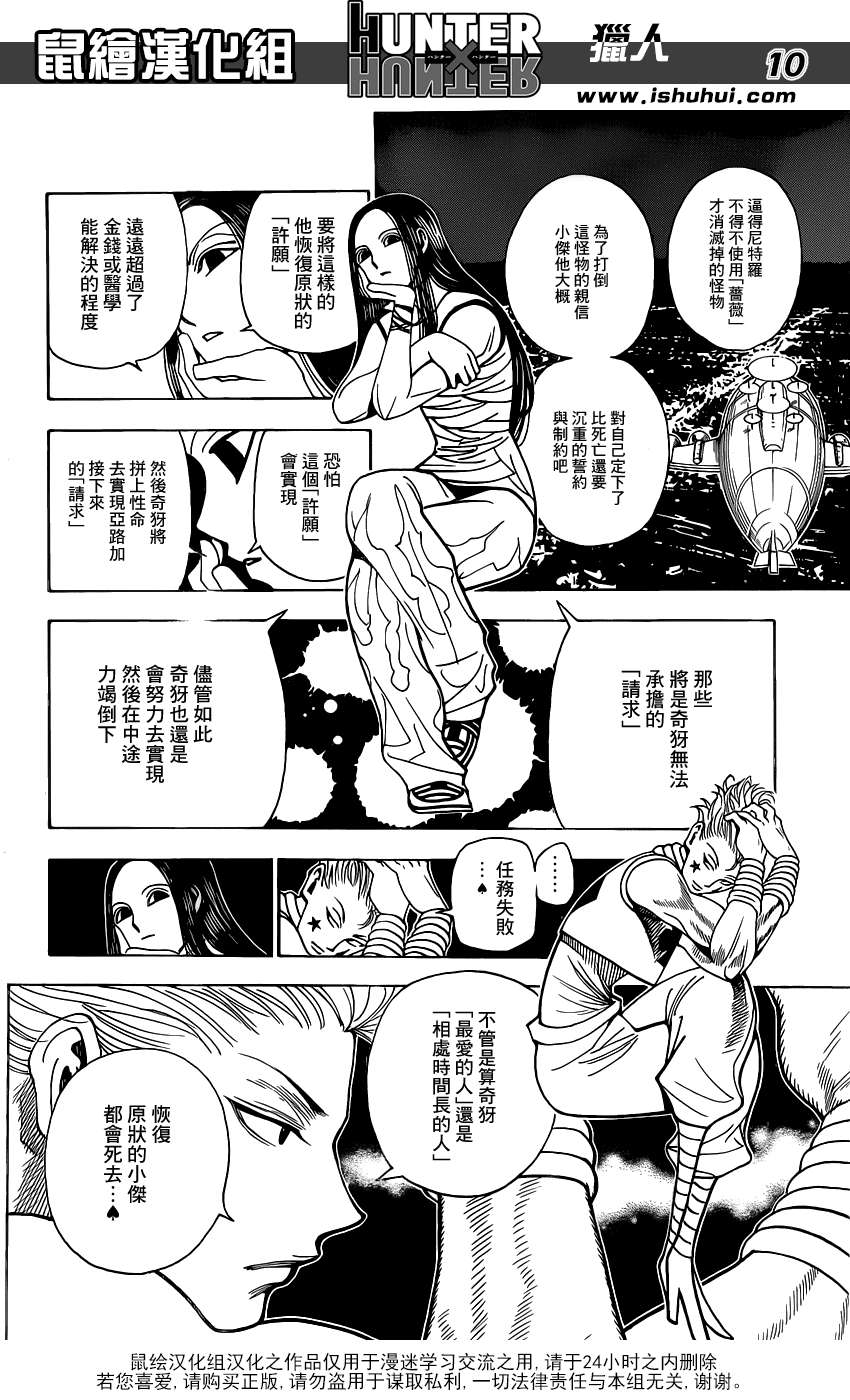 鼠繪漢化組
HUNTER
ハンター×ハンター
HUNTER
獵人
10
www.ishuhui.com
逼得尼特羅
不得不使用「薔薇」
才消滅掉的怪物
為了打倒
這怪物的親信
小傑他大概
對自己定下了
比死亡還要
沉重的誓約
與制約吧
要將這樣的
他恢復原狀的
「許願」
遠遠超過了
金錢或醫學
能解決的程度
恐怕
這個「許願」
會實現
然後奇犽將
拼上性命
去實現亞路加
接下來
的「請求」
那些
將是奇犽無法
承擔的
「請求」
儘管如此
奇犽也還是
會努力去實現
然後在中途
力竭倒下
……
任務失敗
…♠
不管是算奇犽
「最愛的人」還是
「相處時間長的人」
恢復
原狀的小傑
都會死去…♠
鼠绘汉化组汉化之作品仅用于漫迷学习交流之用,请于24小时之内删除
若您喜爱,请购买正版,请勿盗用于谋取私利,一切法律责任与本组无关,谢谢。